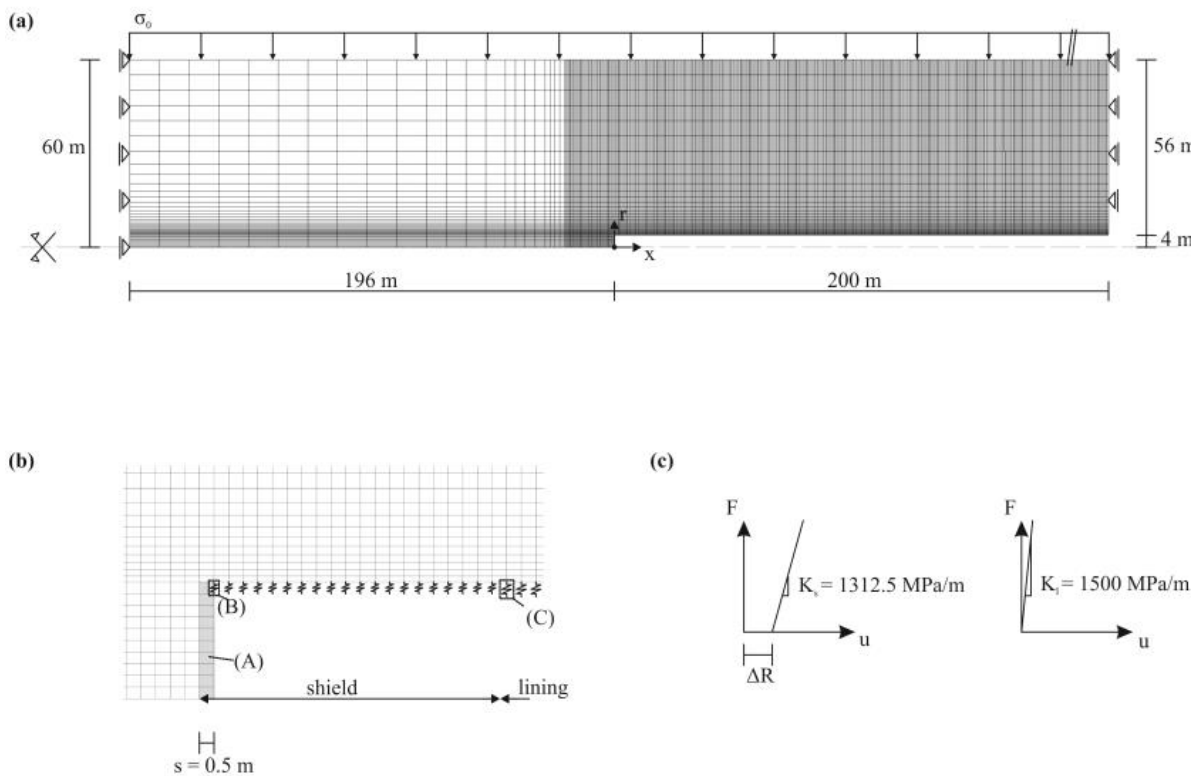 (a)
σo
60 m
56 m
r
x
4 m
196 m
200 m
(b)
(c)
(B)
(C)
(A)
shield
lining
s = 0.5 m
F
Ks = 1312.5 MPa/m
u
ΔR
F
Kl = 1500 MPa/m
u